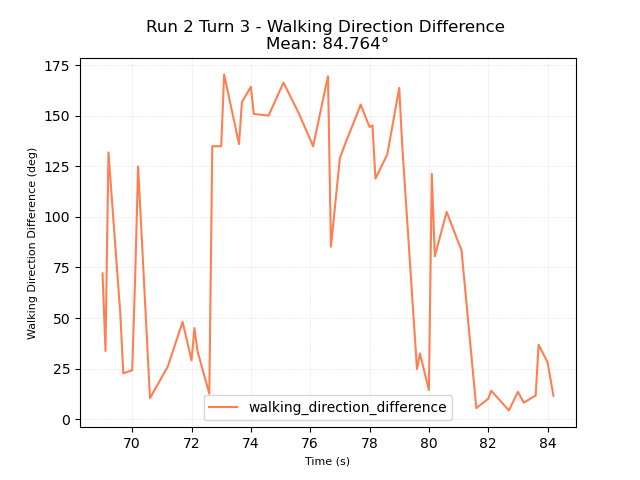 Run 2 Turn 3 - Walking Direction Difference
Mean: 84.764°
Walking Direction Difference (deg)
175
150
125
100
75
50
25
0
walking_direction_difference
70 72 74 76 78 80 82 84
Time (s)